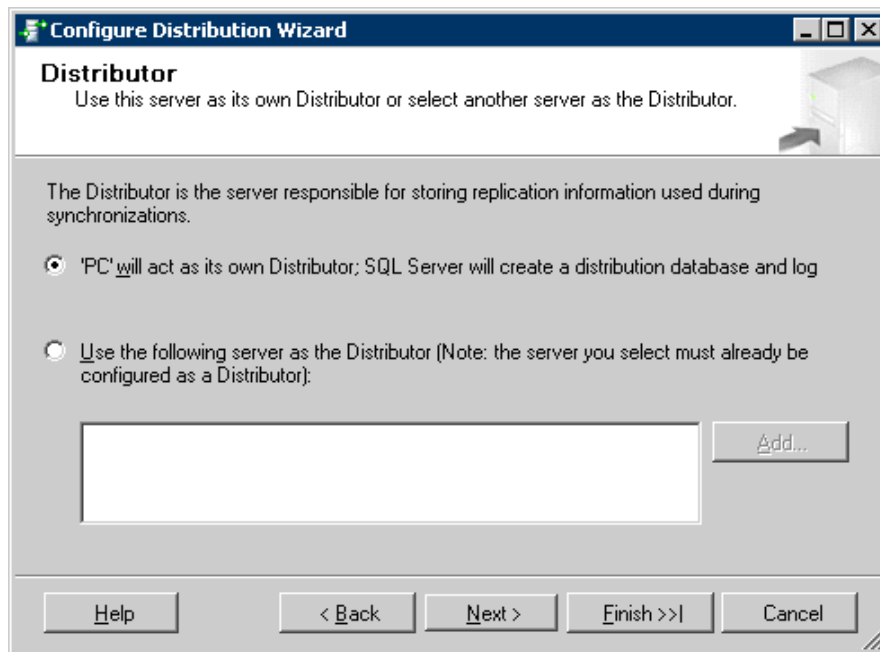 Configure Distribution Wizard
Distributor
Use this server as its own Distributor or select another server as the Distributor.
The Distributor is the server responsible for storing replication information used during
synchronizations.
'PC' will act as its own Distributor; SQL Server will create a distribution database and log
Use the following server as the Distributor (Note: the server you select must already be
configured as a Distributor):
Add...
Help
< Back
Next >
Finish >>|
Cancel